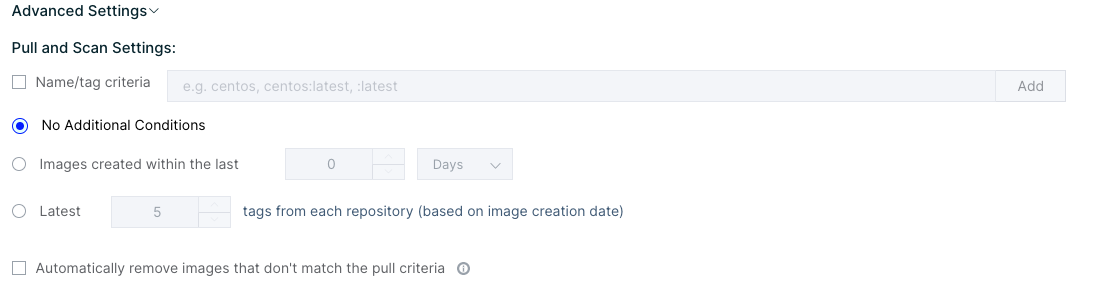 Advanced Settings
Pull and Scan Settings:
Name/tag criteria e.g. centos, centos:latest, :latest Add
No Additional Conditions
Images created within the last 0 Days
Latest 5 tags from each repository (based on image creation date)
Automatically remove images that don't match the pull criteria